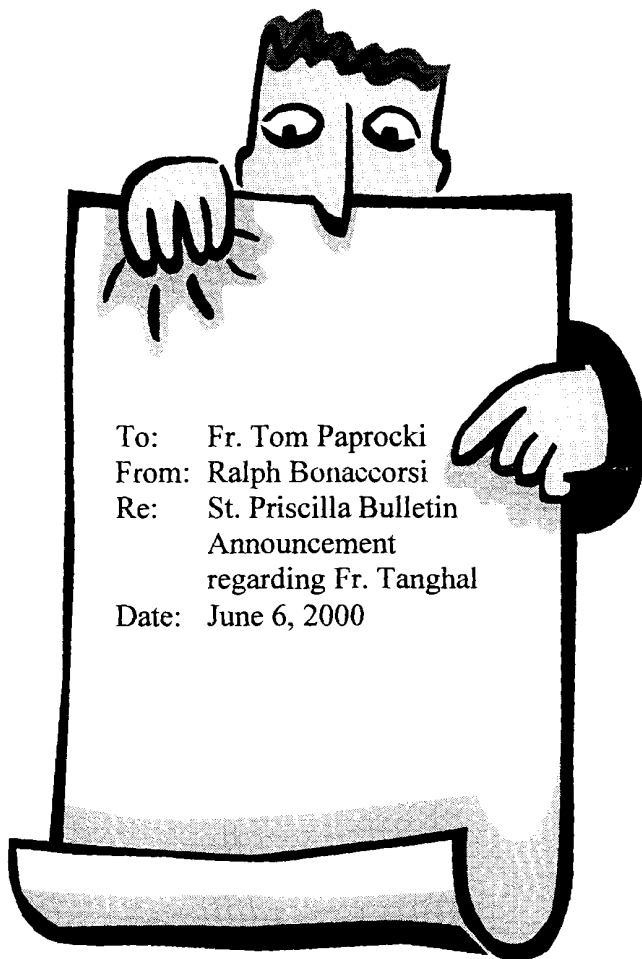 To: Fr. Tom Paprocki
From: Ralph Bonaccorsi
Re: St. Priscilla Bulletin
Announcement
regarding Fr. Tanghal
Date: June 6, 2000